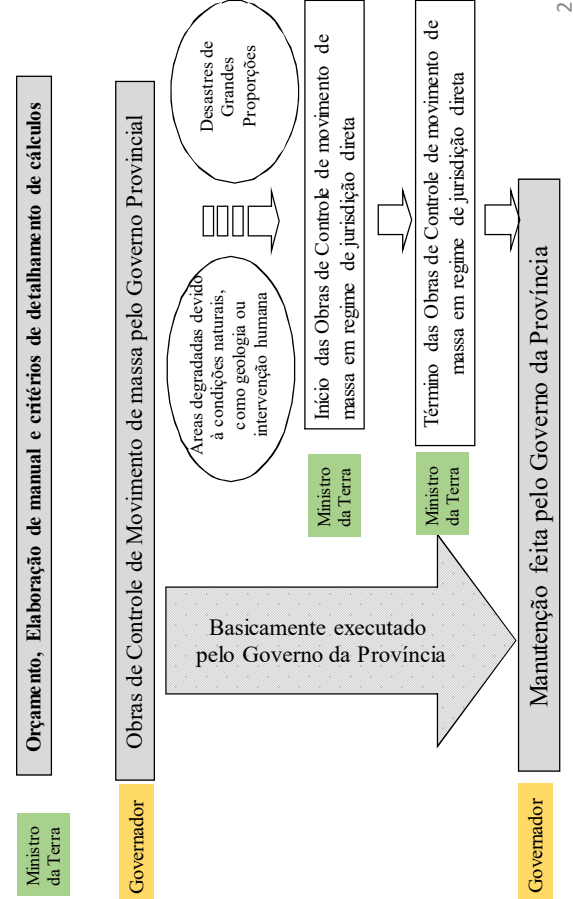 Ministro
da Terra
Orçamento, Elaboração de manual e critérios de detalhamento de cálculos
Governador
Obras de Controle de Movimento de massa pelo Governo Provincial
Areas degradadas devido
à condições naturais,
como geologia ou
intervenção humana
Desastres de
Grandes
Proporções
Ministro
da Terra
Início das Obras de Controle de movimento de
massa em regime de jurisdição direta
Basicamente executado
pelo Governo da Província
Ministro
da Terra
Término das Obras de Controle de movimento de
massa em regime de jurisdição direta
Governador
Manutenção feita pelo Governo da Província
2